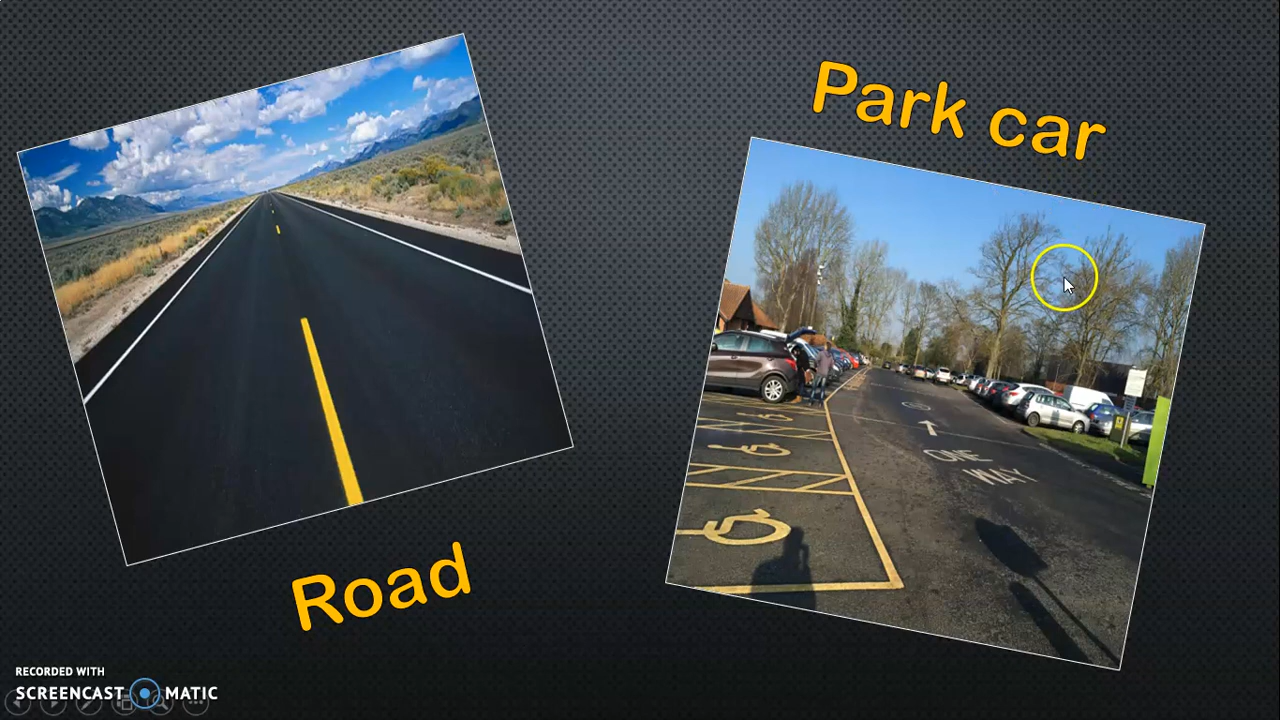 Park car
ONE
WAY
Road
RECORDED WITH
SCREENCAST MATIC